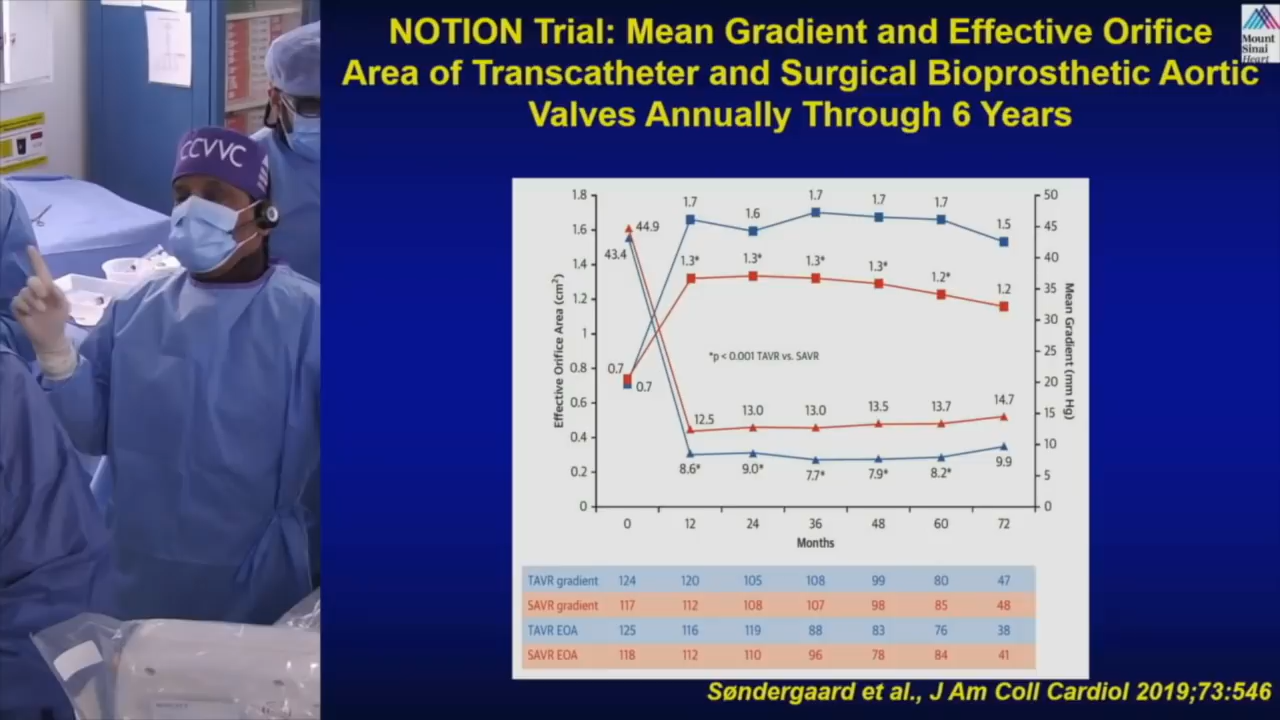 NOTION Trial: Mean Gradient and Effective Orifice
Area of Transcatheter and Surgical Bioprosthetic Aortic
Valves Annually Through 6 Years
Mount
Sinai
Heart
CCVVC
1.8
1.6
1.4
1.2
1
0.8
0.6
0.4
0.2
0
Effective Orifice Area (cm²)
50
45
40
35
30
25
20
15
10
5
0
Mean Gradient (mm Hg)
1.7
1.6
1.7
1.7
1.7
1.5
44.9
43.4
1.3*
1.3*
1.3*
1.3*
1.2*
1.2
*p < 0.001 TAVR vs. SAVR
0.7
0.7
12.5
13.0
13.0
13.5
13.7
14.7
8.6*
9.0*
7.7*
7.9*
8.2*
9.9
0 12 24 36 48 60 72
Months
TAVR gradient 124 120 105 108 99 80 47
SAVR gradient 117 112 108 107 98 85 48
TAVR EOA 125 116 119 88 83 76 38
SAVR EOA 118 112 110 96 78 84 41
Søndergaard et al., J Am Coll Cardiol 2019;73:546